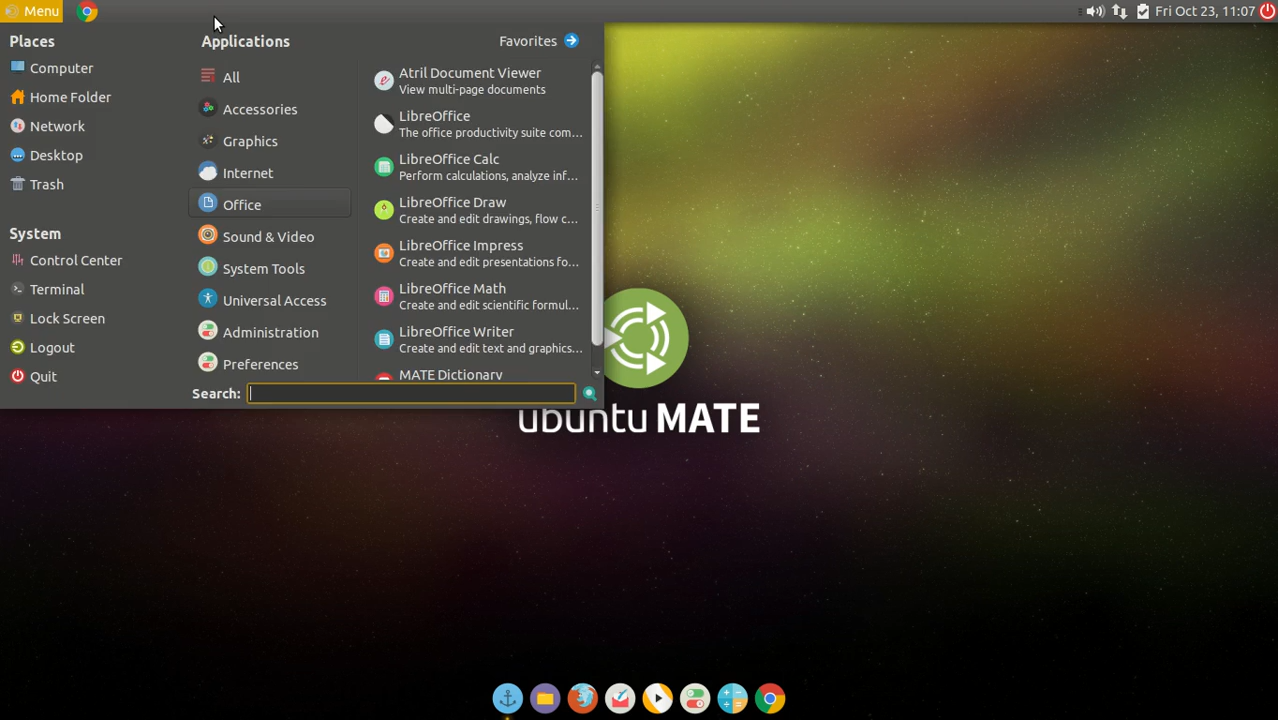 Menu
Fri Oct 23, 11:07
Places
Computer
Home Folder
Network
Desktop
Trash
System
Control Center
Terminal
Lock Screen
Logout
Quit
Applications
All
Accessories
Graphics
Internet
Office
Sound & Video
System Tools
Universal Access
Administration
Preferences
Favorites
Atril Document Viewer
View multi-page documents
LibreOffice
The office productivity suite com...
LibreOffice Calc
Perform calculations, analyze inf...
LibreOffice Draw
Create and edit drawings, flow c...
LibreOffice Impress
Create and edit presentations fo...
LibreOffice Math
Create and edit scientific formul...
LibreOffice Writer
Create and edit text and graphics...
MATE Dictionary
Search:
ubuntu MATE